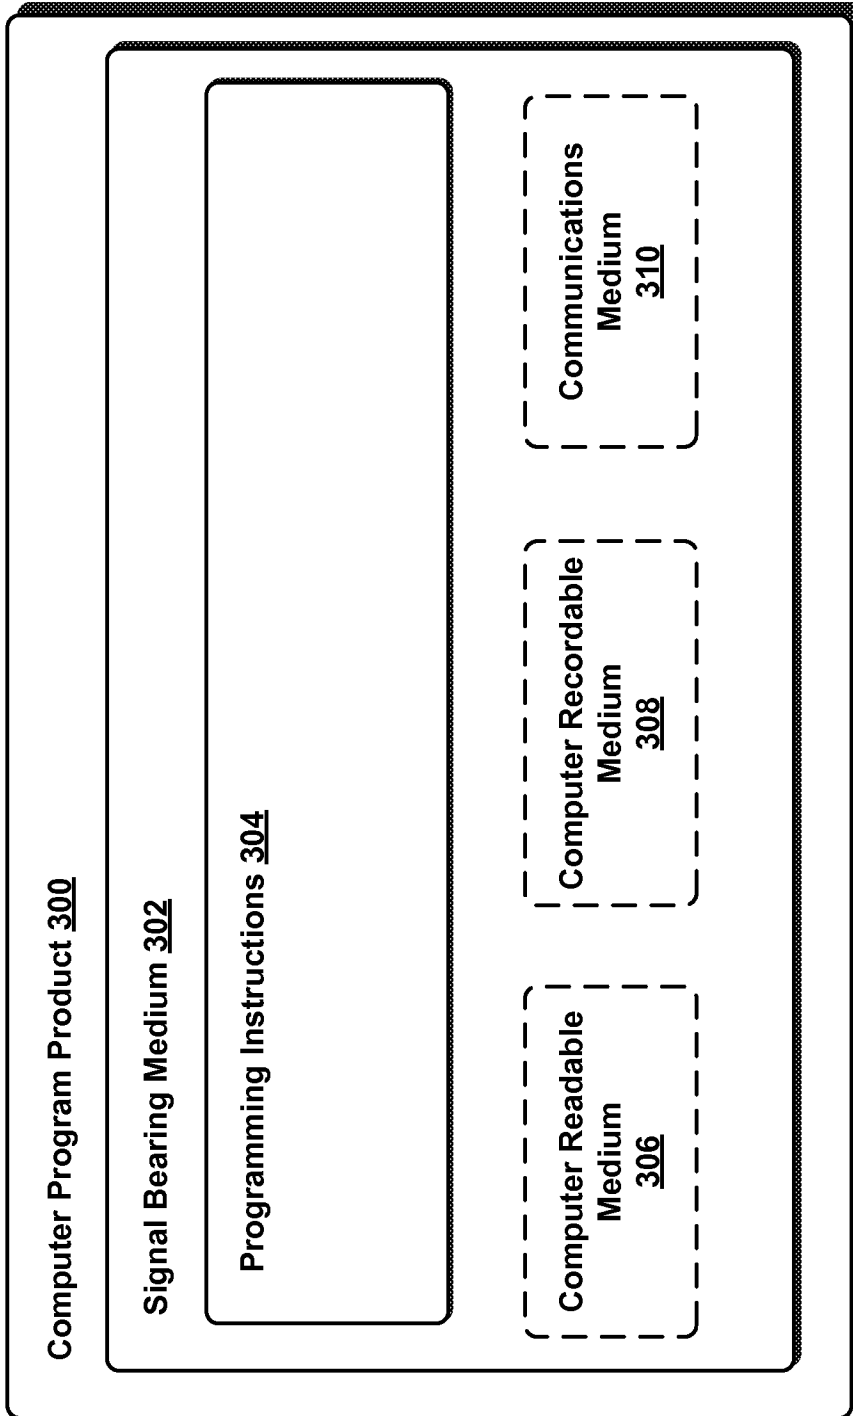 Computer Program Product 300
Signal Bearing Medium 302
Programming Instructions 304
Computer Readable
Medium
306
Computer Recordable
Medium
308
Communications
Medium
310